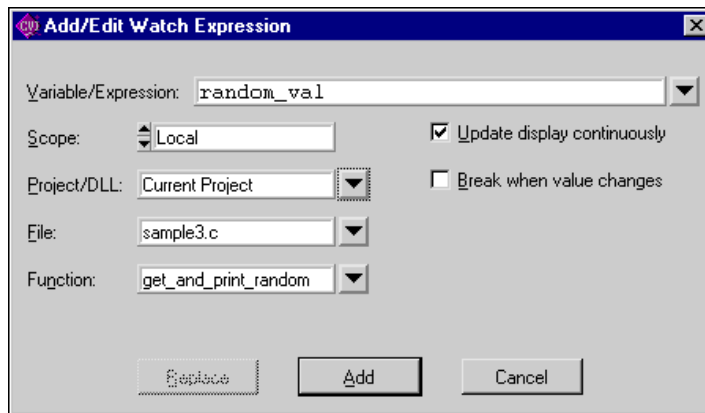 CVI Add/Edit Watch Expression
Variable/Expression: random_val
Scope: Local
Update display continuously
Project/DLL: Current Project
Break when value changes
File: sample3.c
Function: get_and_print_random
Replace Add Cancel